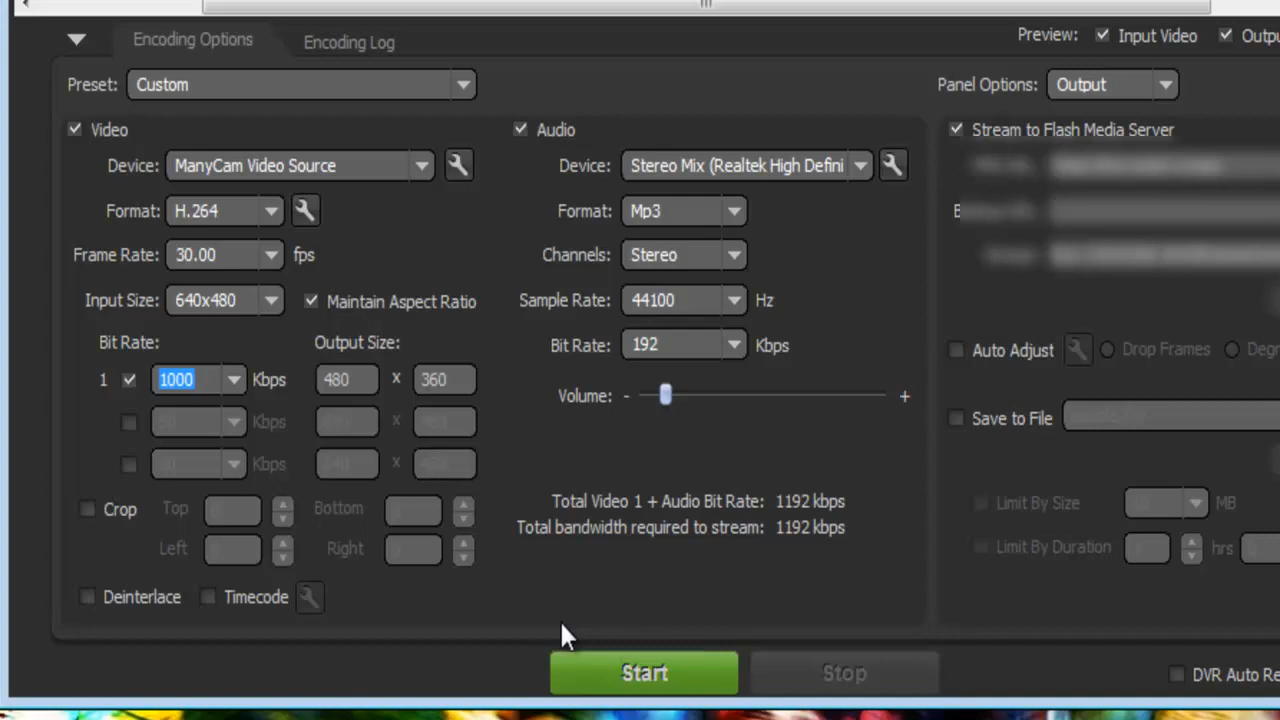 Encoding Options
Encoding Log
Preview: Input Video
Preset: Custom
Panel Options: Output
Video
Audio
Stream to Flash Media Server
Device: ManyCam Video Source
Device: Stereo Mix (Realtek High Defini
Format: H.264
Format: Mp3
Frame Rate: 30.00 fps
Channels: Stereo
Input Size: 640x480 Maintain Aspect Ratio
Sample Rate: 44100 Hz
Bit Rate: Output Size:
Bit Rate: 192 Kbps
1 1000 Kbps 480 x 360
Auto Adjust Drop Frames
Volume: - +
Kbps x
Save to File
Kbps x
Total Video 1 + Audio Bit Rate: 1192 kbps
Total bandwidth required to stream: 1192 kbps
Crop Top Bottom
Left Right
Limit By Size MB
Limit By Duration hrs
Deinterlace Timecode
Start
Stop
DVR Auto Re